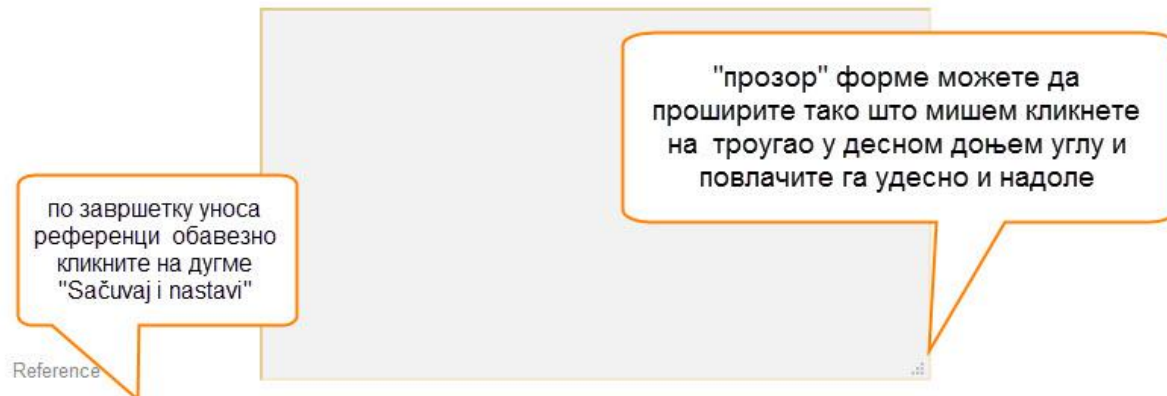 "прозор" форме можете да
проширите тако што мишем кликнете
на троугао у десном доњем углу и
повлачите га удесно и надоле
по завршетку уноса
референци обавезно
кликните на дугме
"Sačuvaj i nastavi"
Reference